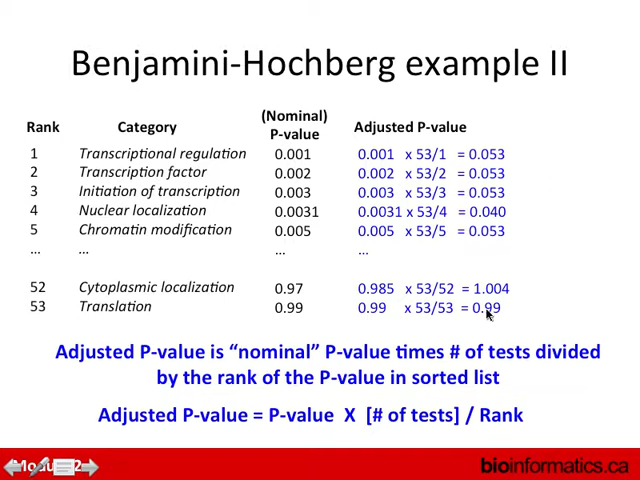 Benjamini-Hochberg example II
Rank Category (Nominal) P-value Adjusted P-value
1 Transcriptional regulation 0.001 0.001 x 53/1 = 0.053
2 Transcription factor 0.002 0.002 x 53/2 = 0.053
3 Initiation of transcription 0.003 0.003 x 53/3 = 0.053
4 Nuclear localization 0.0031 0.0031 x 53/4 = 0.040
5 Chromatin modification 0.005 0.005 x 53/5 = 0.053
... ... ... ...
52 Cytoplasmic localization 0.97 0.985 x 53/52 = 1.004
53 Translation 0.99 0.99 x 53/53 = 0.99
Adjusted P-value is “nominal” P-value times # of tests divided
by the rank of the P-value in sorted list
Adjusted P-value = P-value X [# of tests] / Rank
bioinformatics.ca